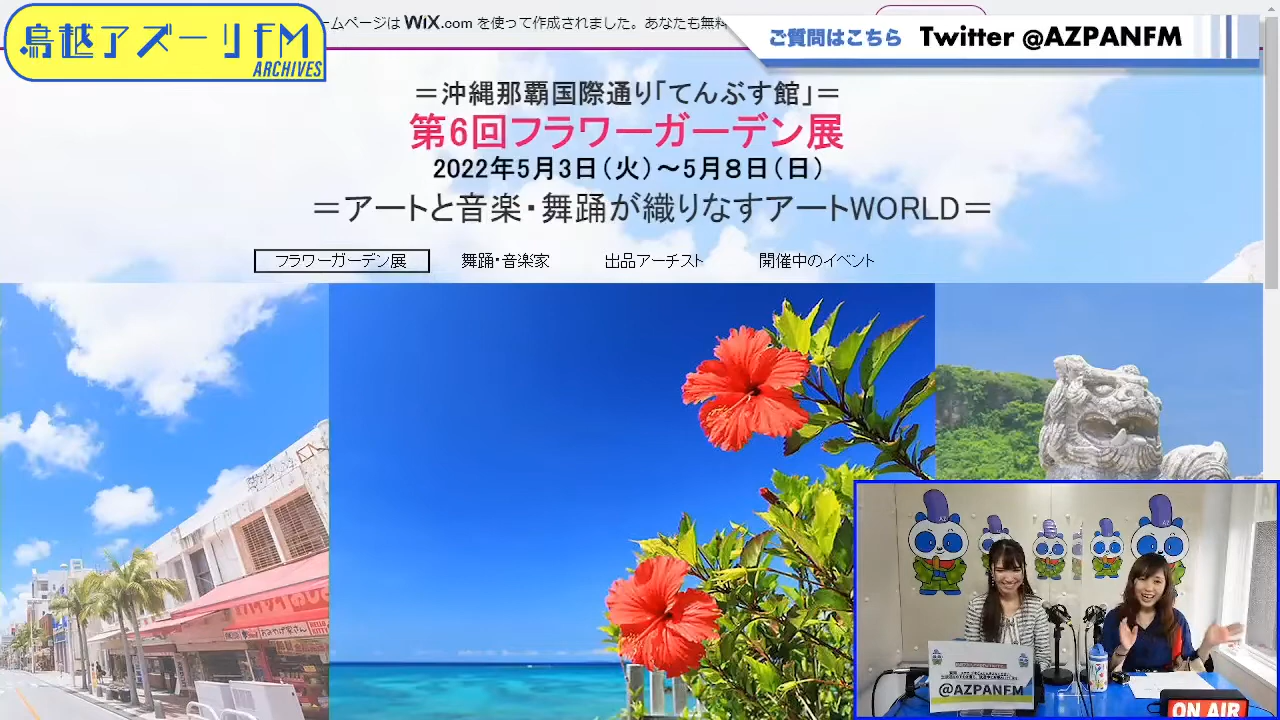 鳥越アズーリFM
ARCHIVES
ームページは WiX.com を使って作成されました。あなたも無料
ご質問はこちら Twitter @AZPANFM
＝沖縄那覇国際通り「てんぶす館」＝
第6回フラワーガーデン展
2022年5月3日（火）～5月8日（日）
＝アートと音楽・舞踊が織りなすアートWORLD＝
フラワーガーデン展 舞踊・音楽家 出品アーチスト 開催中のイベント
@AZPANFM
ON AIR